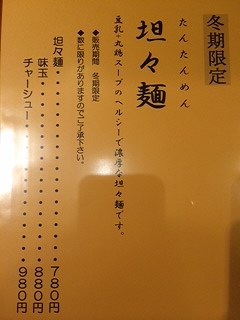 冬期限定
たんたんめん
坦々麺
豆乳+丸鶏スープのヘルシーで濃厚な坦々麺です。
◆販売期間 冬期限定
◆数に限りがありますのでご了承下さい。
坦々麺・・・・・・・・・・・・780円
味玉・・・・・・・・・・・・880円
チャーシュー・・・・・・・・・980円